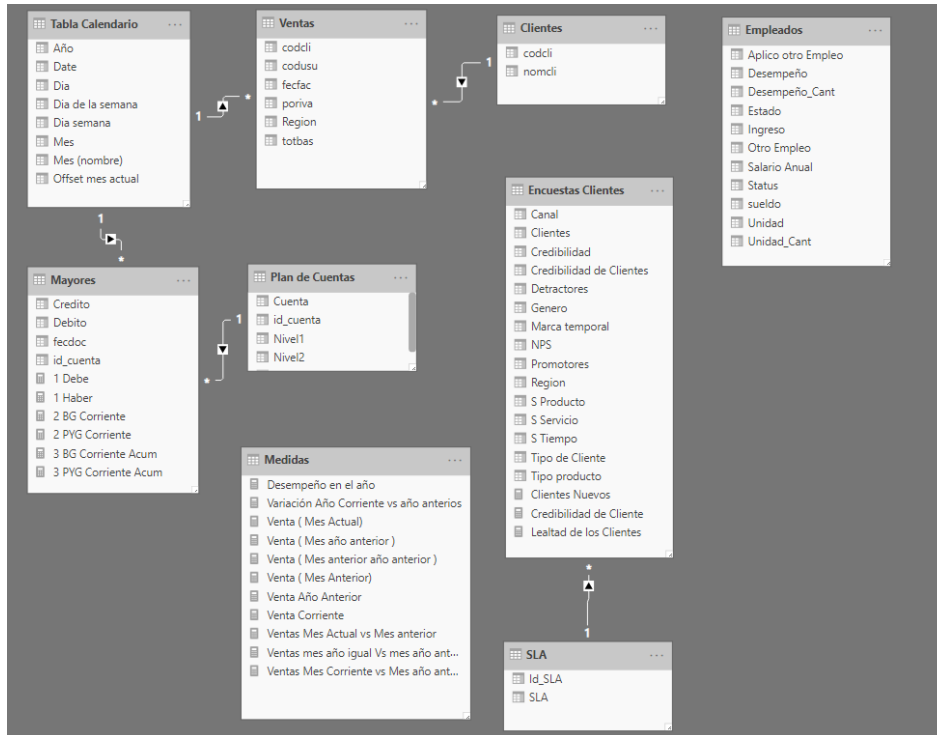 Tabla Calendario ...
Año
Date
Dia
Dia de la semana
Dia semana
Mes
Mes (nombre)
Offset mes actual
1
*
Ventas ...
codcli
codusu
fecfac
poriva
Region
totbas
*
1
Clientes ...
codcli
nomcli
Empleados ...
Aplico otro Empleo
Desempeño
Desempeño_Cant
Estado
Ingreso
Otro Empleo
Salario Anual
Status
sueldo
Unidad
Unidad_Cant
1
*
Mayores ...
Credito
Debito
fecdoc
id_cuenta
1 Debe
1 Haber
2 BG Corriente
2 PYG Corriente
3 BG Corriente Acum
3 PYG Corriente Acum
*
1
Plan de Cuentas ...
Cuenta
id_cuenta
Nivel1
Nivel2
Encuestas Clientes ...
Canal
Clientes
Credibilidad
Credibilidad de Clientes
Detractores
Genero
Marca temporal
NPS
Promotores
Region
S Producto
S Servicio
S Tiempo
Tipo de Cliente
Tipo producto
Clientes Nuevos
Credibilidad de Cliente
Lealtad de los Clientes
Medidas ...
Desempeño en el año
Variación Año Corriente vs año anterios
Venta ( Mes Actual)
Venta ( Mes año anterior )
Venta ( Mes anterior año anterior )
Venta ( Mes Anterior)
Venta Año Anterior
Venta Corriente
Ventas Mes Actual vs Mes anterior
Ventas mes año igual Vs mes año ant...
Ventas Mes Corriente vs Mes año ant...
*
1
SLA ...
Id_SLA
SLA